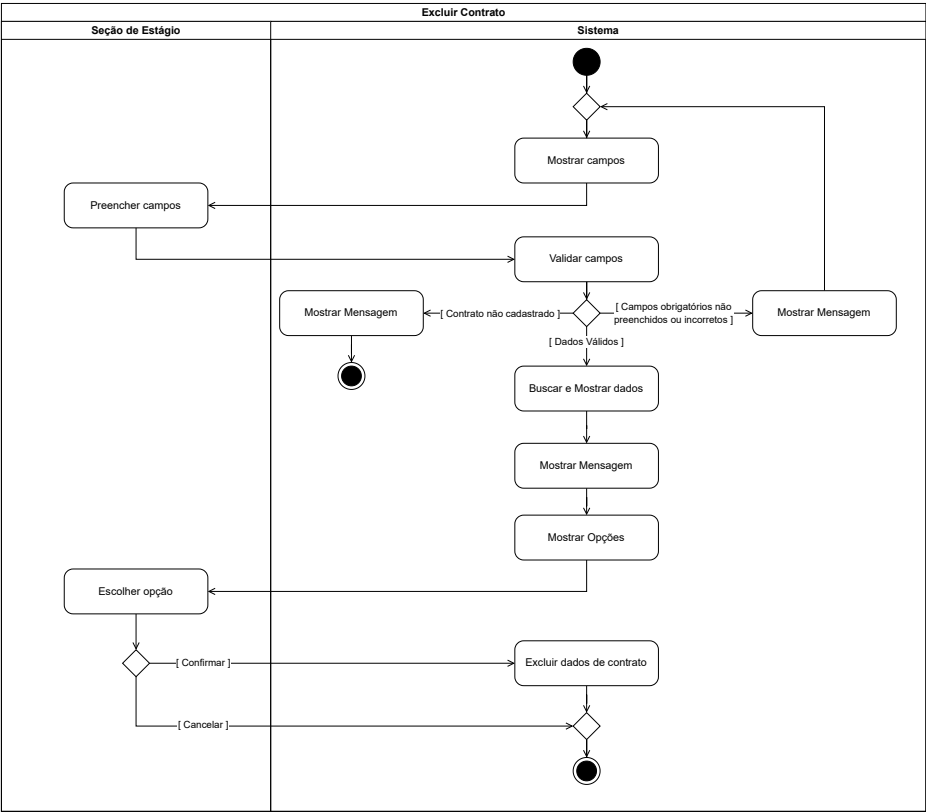 Excluir Contrato
Seção de Estágio
Sistema
Mostrar campos
Preencher campos
Validar campos
Mostrar Mensagem
[ Contrato não cadastrado ]
[ Campos obrigatórios não
preenchidos ou incorretos ]
Mostrar Mensagem
[ Dados Válidos ]
Buscar e Mostrar dados
Mostrar Mensagem
Mostrar Opções
Escolher opção
[ Confirmar ]
Excluir dados de contrato
[ Cancelar ]